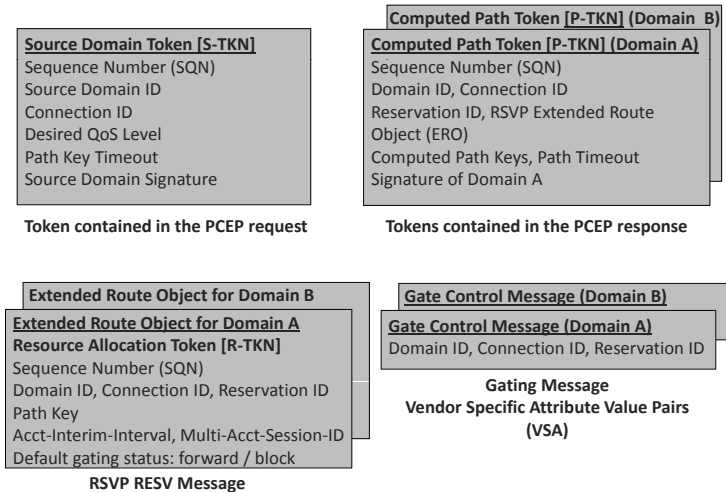 Source Domain Token [S-TKN]
Sequence Number (SQN)
Source Domain ID
Connection ID
Desired QoS Level
Path Key Timeout
Source Domain Signature
Token contained in the PCEP request
Computed Path Token [P-TKN] (Domain B)
Computed Path Token [P-TKN] (Domain A)
Sequence Number (SQN)
Domain ID, Connection ID
Reservation ID, RSVP Extended Route
Object (ERO)
Computed Path Keys, Path Timeout
Signature of Domain A
Tokens contained in the PCEP response
Extended Route Object for Domain B
Extended Route Object for Domain A
Resource Allocation Token [R-TKN]
Sequence Number (SQN)
Domain ID, Connection ID, Reservation ID
Path Key
Acct-Interim-Interval, Multi-Acct-Session-ID
Default gating status: forward / block
RSVP RESV Message
Gate Control Message (Domain B)
Gate Control Message (Domain A)
Domain ID, Connection ID, Reservation ID
Gating Message
Vendor Specific Attribute Value Pairs
(VSA)